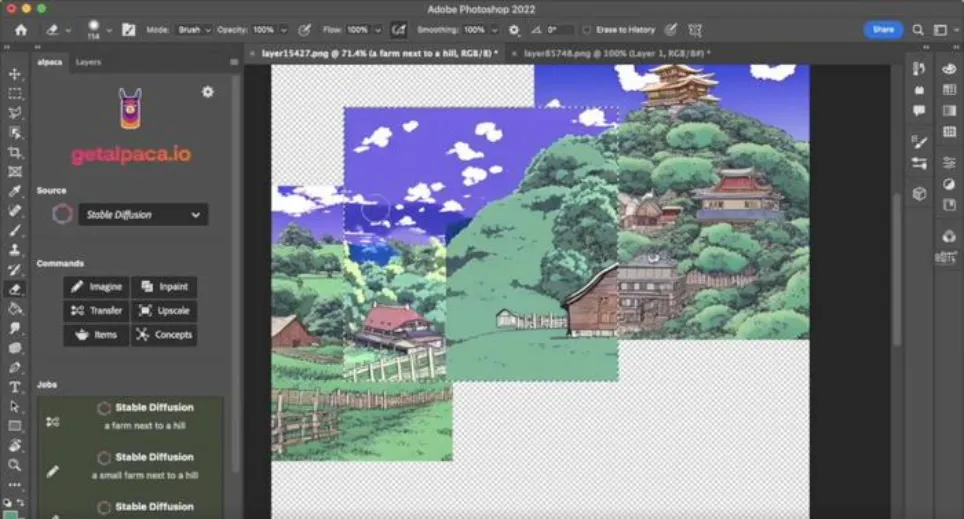 Adobe Photoshop 2022
114
Mode: Brush Opacity: 100% Flow: 100% Smoothing: 100% 0° Erase to History Share
alpaca Layers
layer15427.png @ 71.4% (a farm next to a hill, RGB/8) *
layer85748.png @ 100% (Layer 1, RGB/8#) *
getalpaca.io
Source
Stable Diffusion
Commands
Imagine Inpaint
Transfer Upscale
Items Concepts
Jobs
Stable Diffusion
a farm next to a hill
Stable Diffusion
a small farm next to a hill
Stable Diffusion